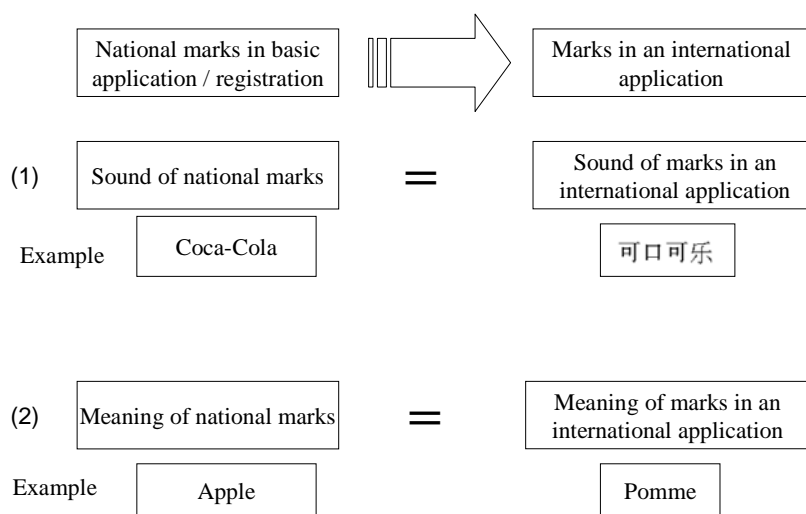 National marks in basic
application / registration
Marks in an international
application
(1)
Sound of national marks
=
Sound of marks in an
international application
Example
Coca-Cola
可口可乐
(2)
Meaning of national marks
=
Meaning of marks in an
international application
Example
Apple
Pomme